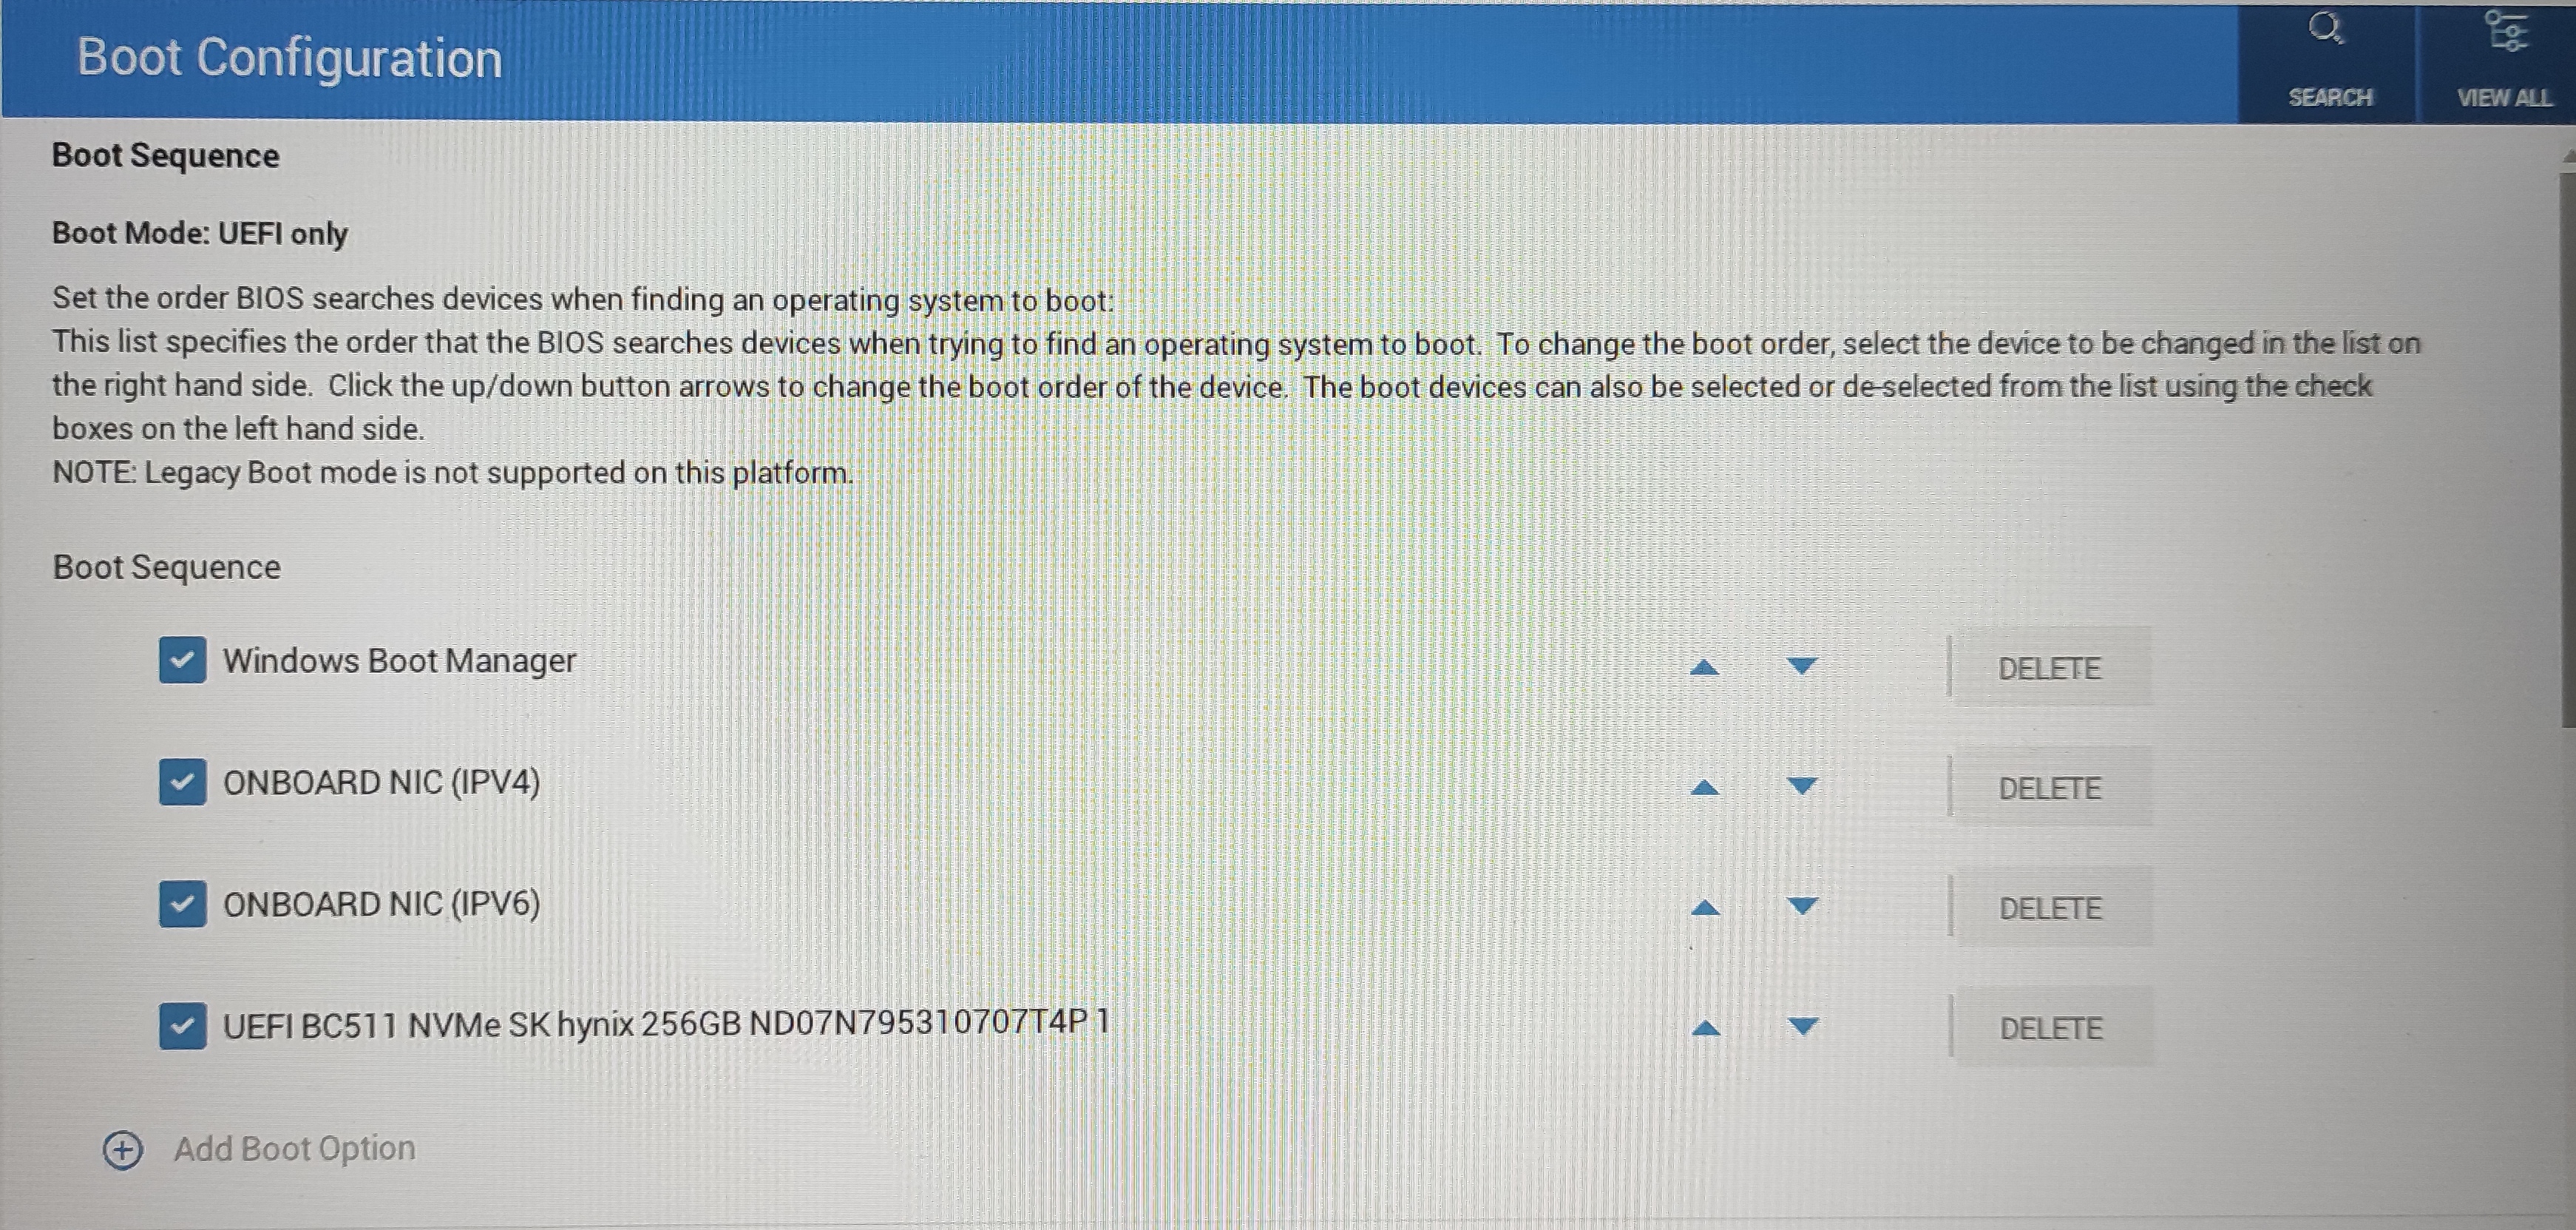 Boot Configuration
SEARCH
VIEW ALL
Boot Sequence
Boot Mode: UEFI only
Set the order BIOS searches devices when finding an operating system to boot:
This list specifies the order that the BIOS searches devices when trying to find an operating system to boot.  To change the boot order, select the device to be changed in the list on
the right hand side.  Click the up/down button arrows to change the boot order of the device.  The boot devices can also be selected or de-selected from the list using the check
boxes on the left hand side.
NOTE: Legacy Boot mode is not supported on this platform.
Boot Sequence
Windows Boot Manager
DELETE
ONBOARD NIC (IPV4)
DELETE
ONBOARD NIC (IPV6)
DELETE
UEFI BC511 NVMe SK hynix 256GB ND07N795310707T4P 1
DELETE
Add Boot Option